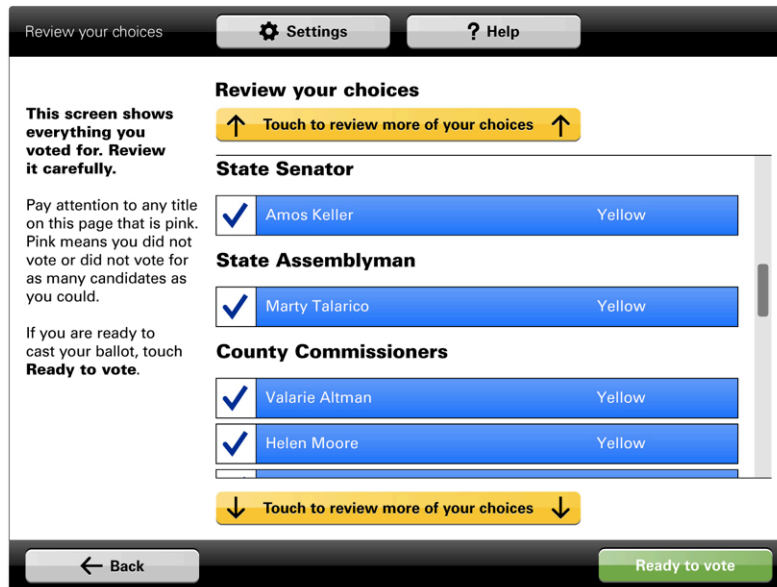 Review your choices
Settings
? Help
This screen shows
everything you
voted for. Review
it carefully.
Pay attention to any title
on this page that is pink.
Pink means you did not
vote or did not vote for
as many candidates as
you could.
If you are ready to
cast your ballot, touch
Ready to vote.
Review your choices
↑ Touch to review more of your choices ↑
State Senator
Amos Keller Yellow
State Assemblyman
Marty Talarico Yellow
County Commissioners
Valarie Altman Yellow
Helen Moore Yellow
↓ Touch to review more of your choices ↓
← Back
Ready to vote